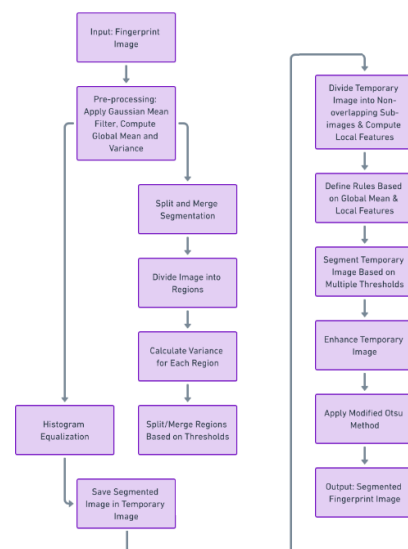 Input: Fingerprint
Image
Pre-processing:
Apply Gaussian Mean
Filter, Compute
Global Mean and
Variance
Split and Merge
Segmentation
Divide Image into
Regions
Calculate Variance
for Each Region
Histogram
Equalization
Split/Merge Regions
Based on Thresholds
Save Segmented
Image in Temporary
Image
Divide Temporary
Image into Non-
overlapping Sub-
images & Compute
Local Features
Define Rules Based
on Global Mean &
Local Features
Segment Temporary
Image Based on
Multiple Thresholds
Enhance Temporary
Image
Apply Modified Otsu
Method
Output: Segmented
Fingerprint Image